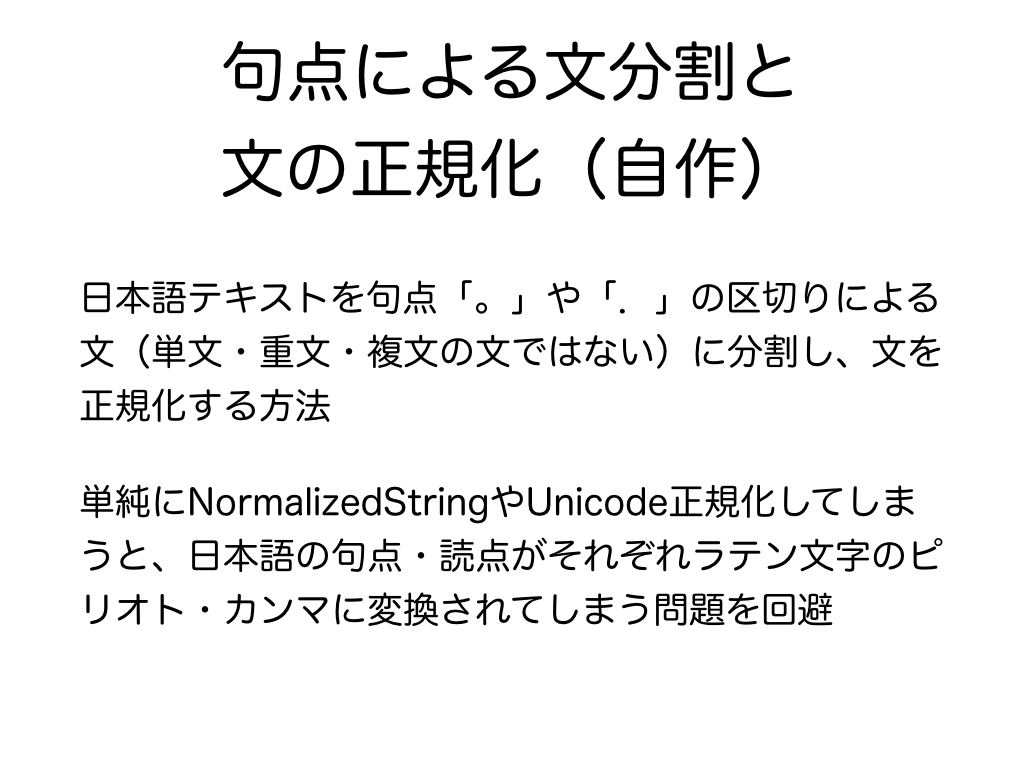 句点による文分割と
文の正規化（自作）
日本語テキストを句点「。」や「．」の区切りによる
文（単文・重文・複文の文ではない）に分割し、文を
正規化する方法
単純にNormalizedStringやUnicode正規化してしま
うと、日本語の句点・読点がそれぞれラテン文字のピ
リオト・カンマに変換されてしまう問題を回避